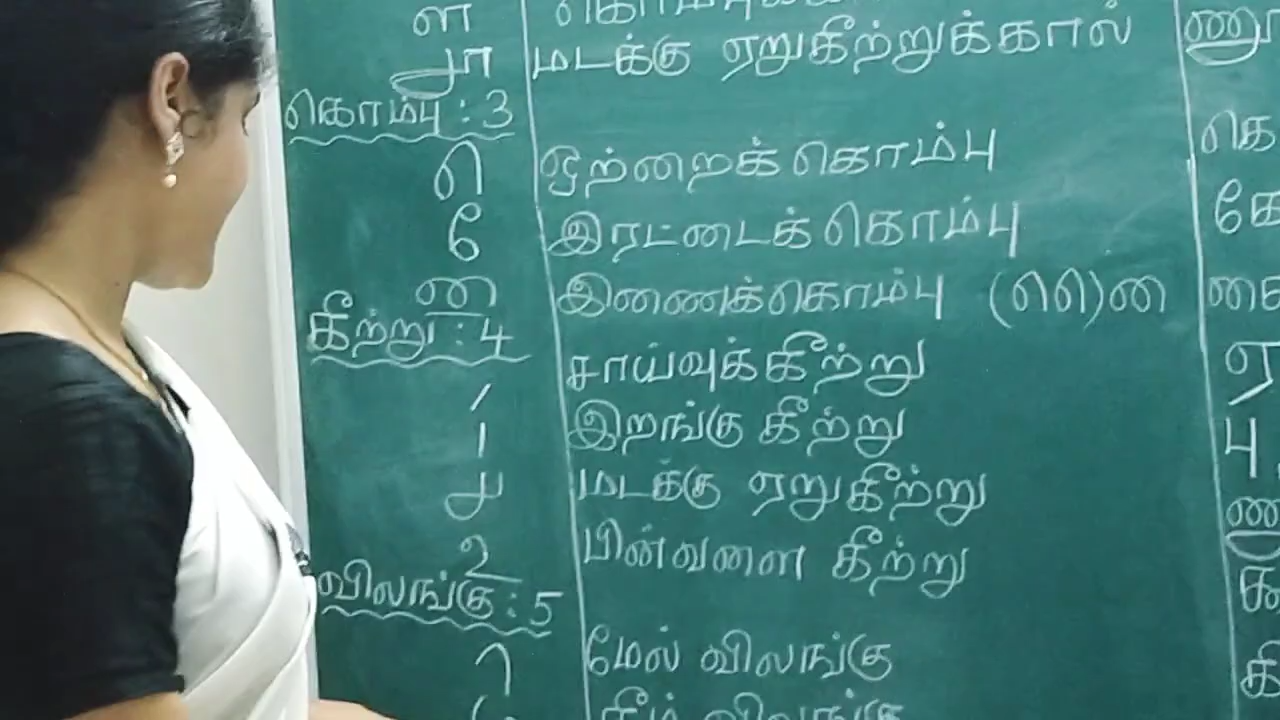 ள
மடக்கு ஏறுகீற்றுக்கால் ணூ
கொம்பு : 3
ெ ஒற்றைக் கொம்பு கெ
ே இரட்டைக் கொம்பு கே
ை இணைக்கொம்பு (ெெ)ை கை
கீற்று : 4
சாய்வுக்கீற்று ஏ
இறங்கு கீற்று பு
மடக்கு ஏறுகீற்று ணு
பின்வளை கீற்று
விலங்கு : 5
மேல் விலங்கு கி
விலங்கு